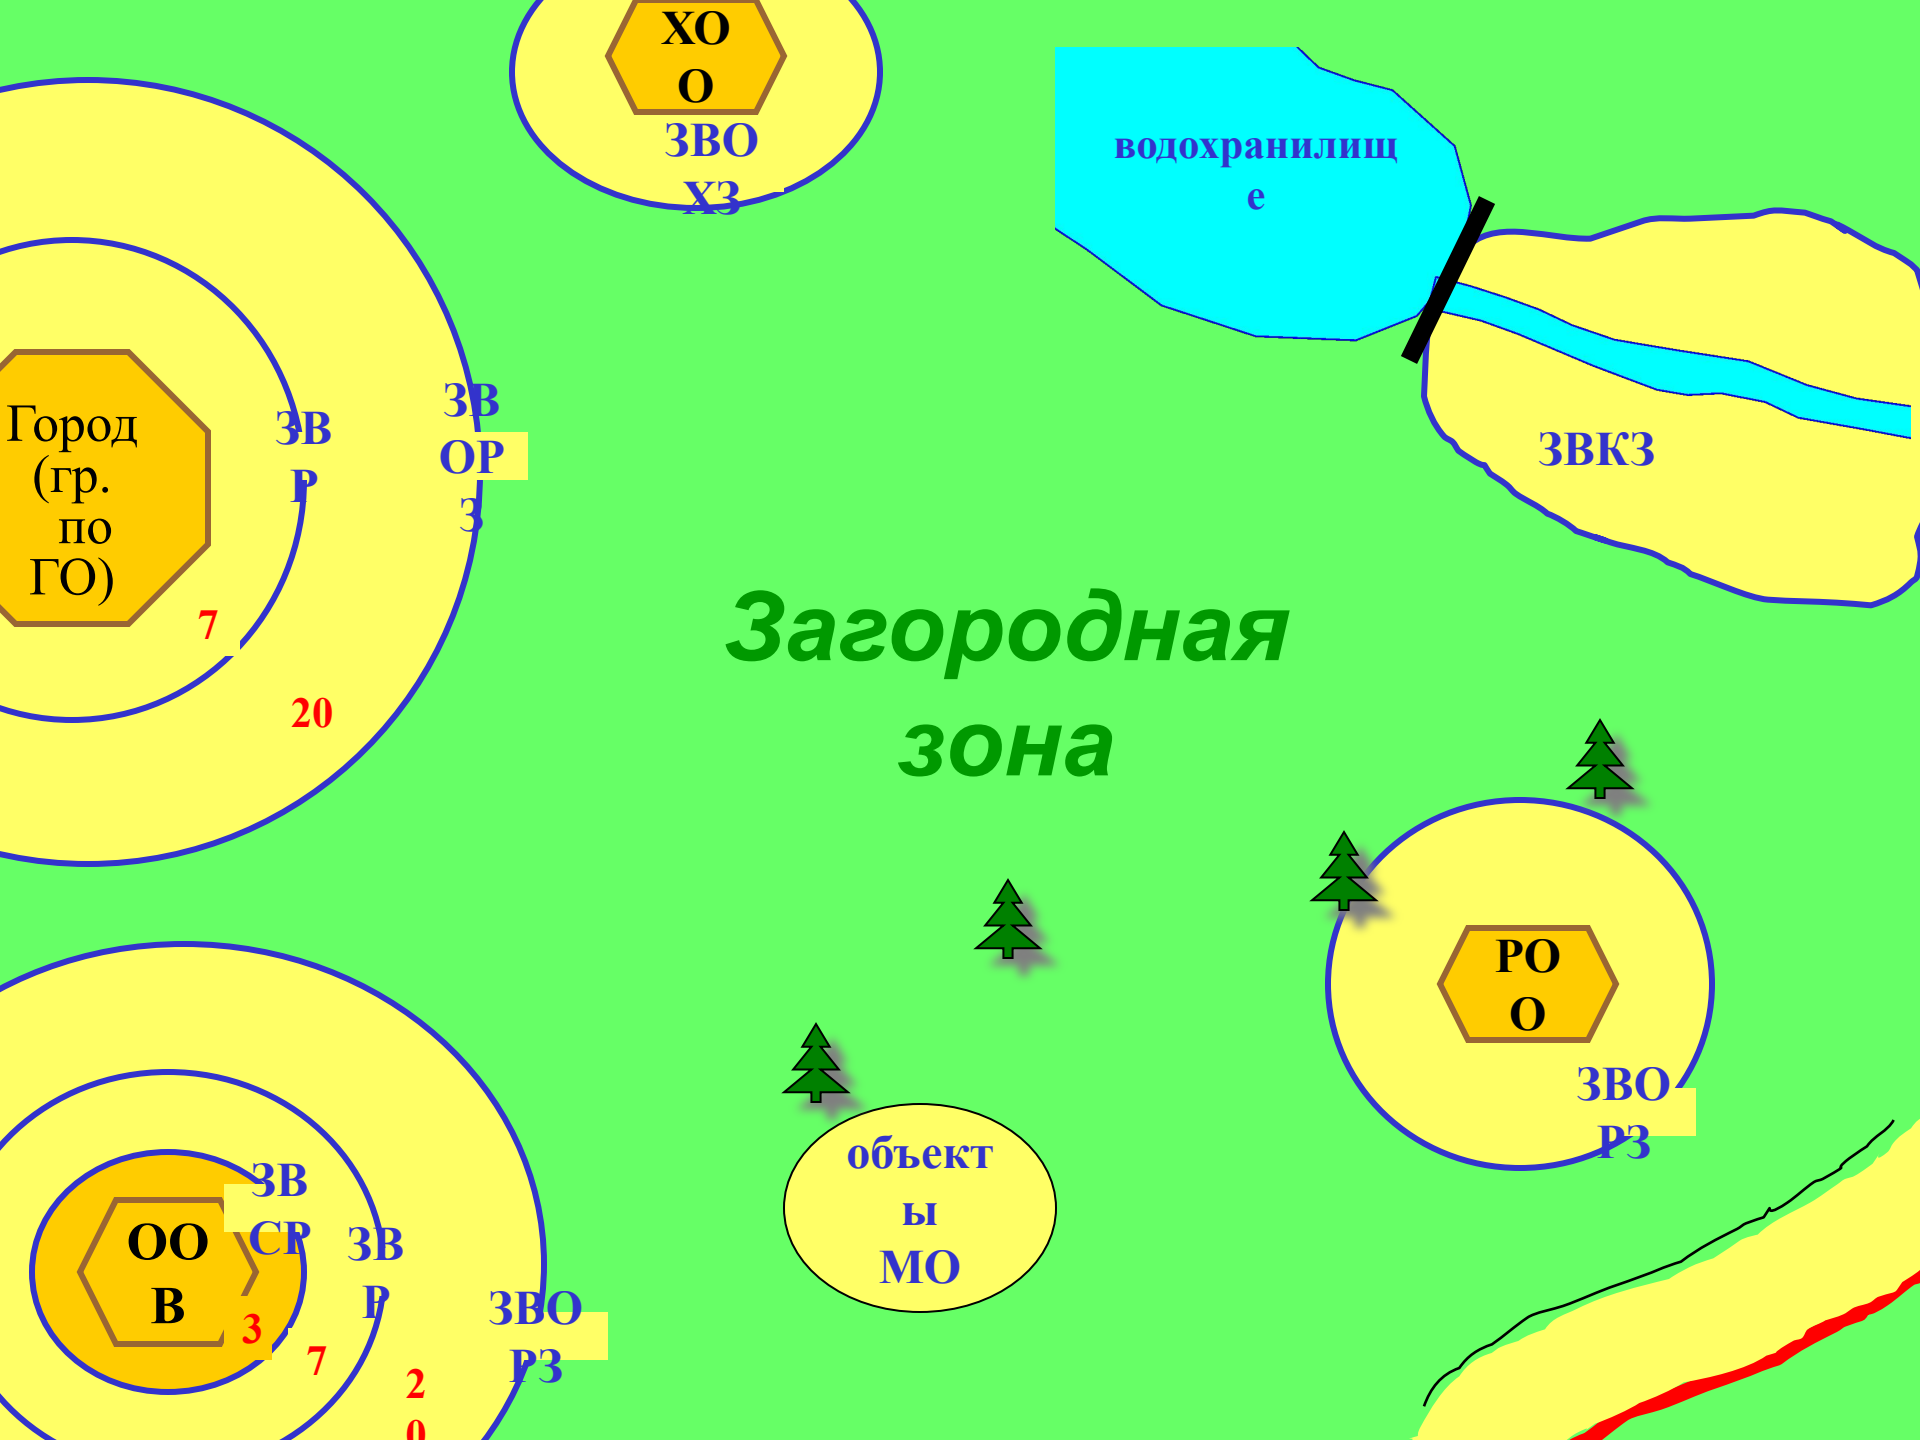 ХО
О
ЗВО
ХЗ
водохранилищ
е
ЗВКЗ
Город
(гр.
по
ГО)
ЗВ
Р
ЗВ
ОР
З
7
20
Загородная
зона
РО
О
ЗВО
РЗ
объект
ы
МО
ОО
В
ЗВ
СР
ЗВ
Р
ЗВО
РЗ
3
7
2
0